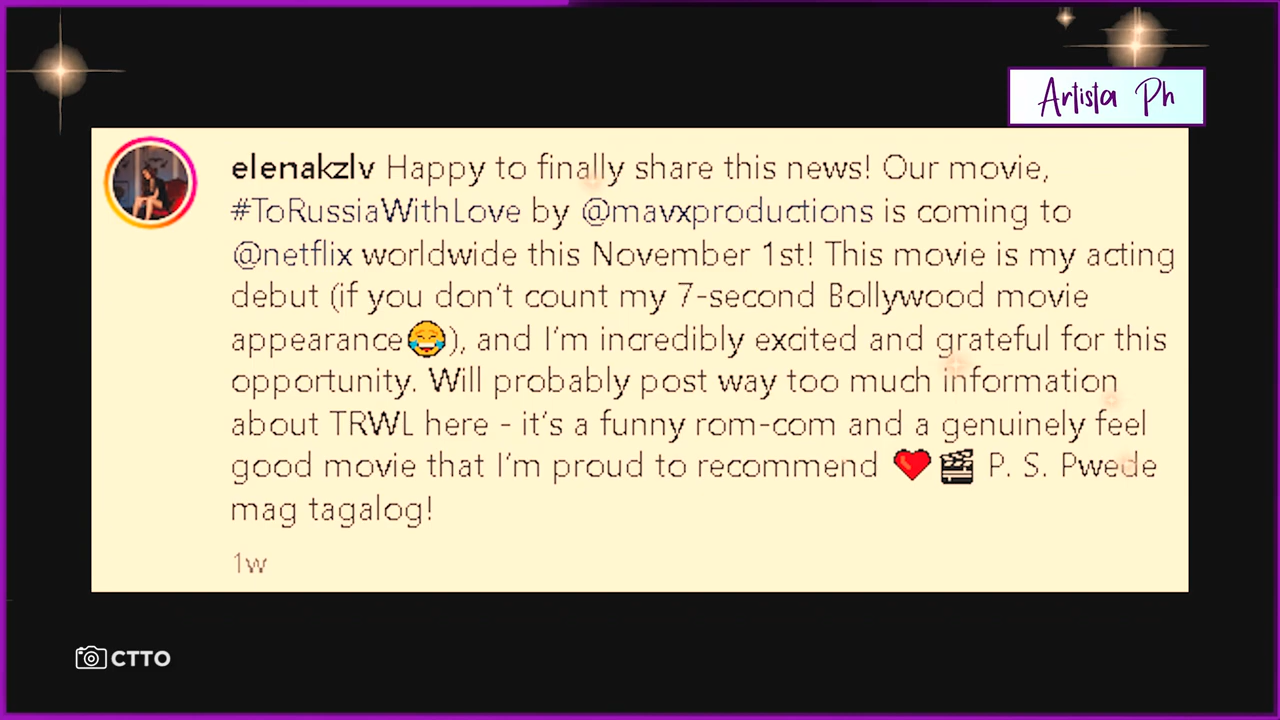 Artista Ph
elenakzlv Happy to finally share this news! Our movie,
#ToRussiaWithLove by @mavxproductions is coming to
@netflix worldwide this November 1st! This movie is my acting
debut (if you don't count my 7-second Bollywood movie
appearance😂), and I'm incredibly excited and grateful for this
opportunity. Will probably post way too much information
about TRWL here - it's a funny rom-com and a genuinely feel
good movie that I'm proud to recommend ❤️🎬 P. S. Pwede
mag tagalog!
1w
CTTO